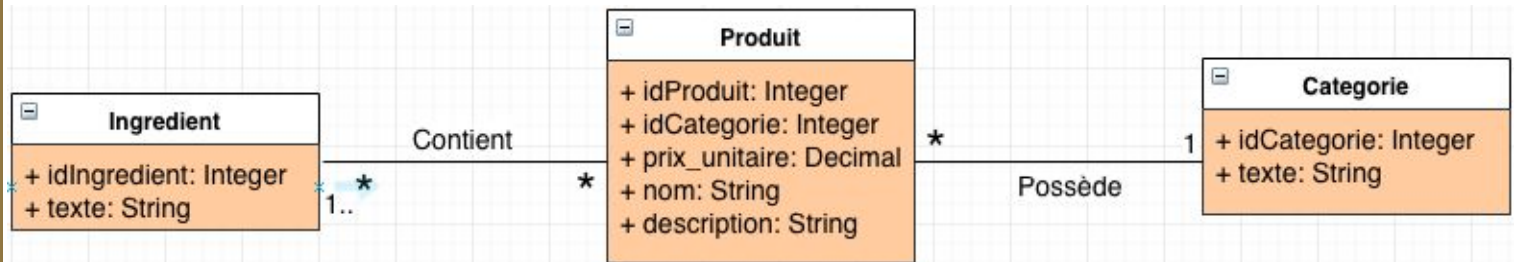 Ingredient
+ idIngredient: Integer
+ texte: String
Contient
1..*
*
Produit
+ idProduit: Integer
+ idCategorie: Integer
+ prix_unitaire: Decimal
+ nom: String
+ description: String
*
Possède
1
Categorie
+ idCategorie: Integer
+ texte: String